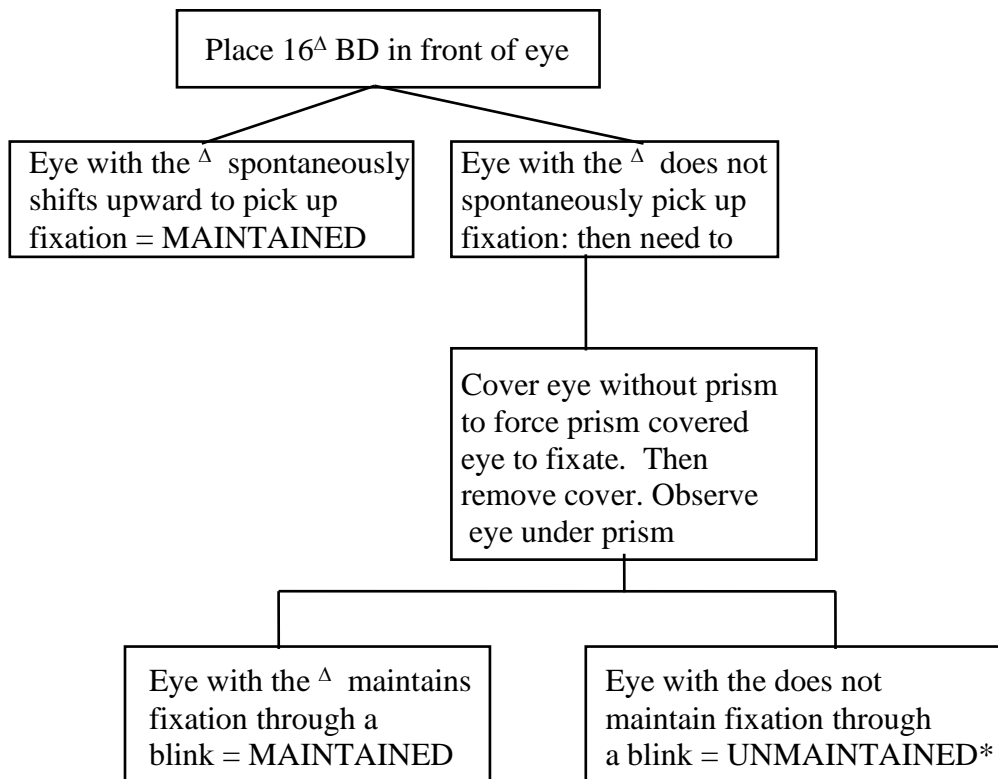 Place 16Δ BD in front of eye
Eye with the Δ spontaneously
shifts upward to pick up
fixation = MAINTAINED
Eye with the Δ does not
spontaneously pick up
fixation: then need to
Cover eye without prism
to force prism covered
eye to fixate. Then
remove cover. Observe
eye under prism
Eye with the Δ maintains
fixation through a
blink = MAINTAINED
Eye with the does not
maintain fixation through
a blink = UNMAINTAINED*